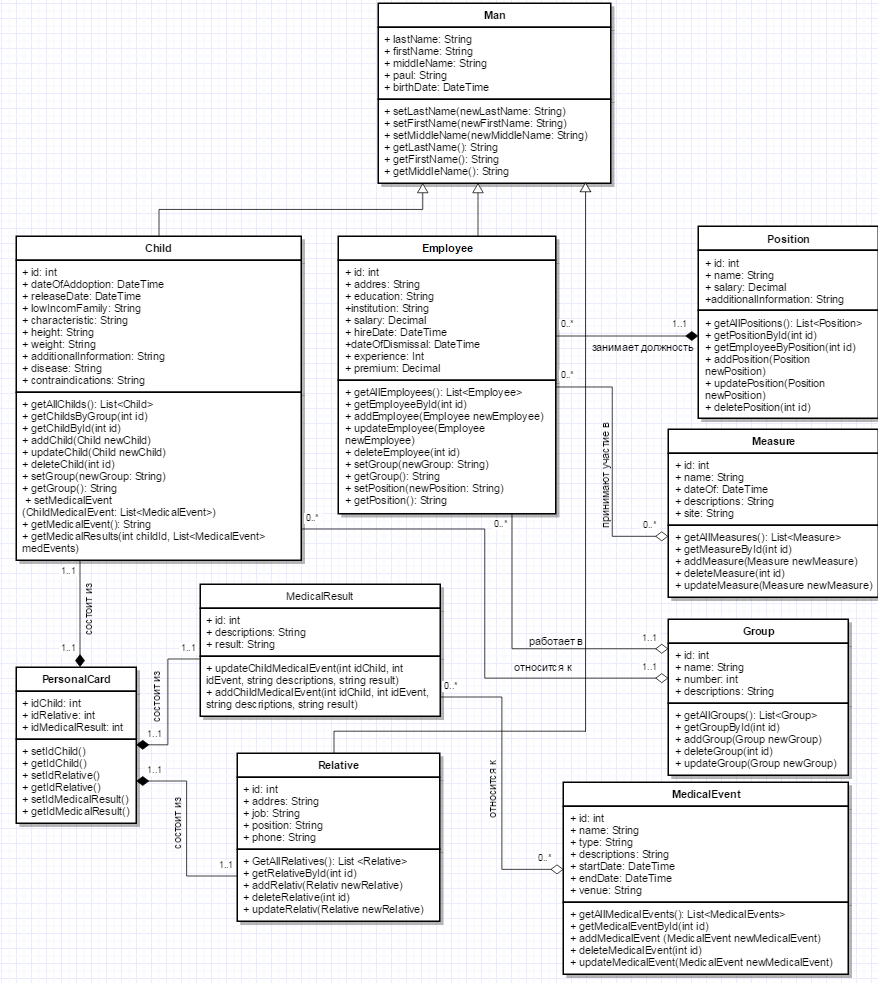 Man
+ lastName: String
+ firstName: String
+ middleName: String
+ paul: String
+ birthDate: DateTime
+ setLastName(newLastName: String)
+ setFirstName(newFirstName: String)
+ setMiddleName(newMiddleName: String)
+ getLastName(): String
+ getFirstName(): String
+ getMiddleName(): String
Child
+ id: int
+ dateOfAddoption: DateTime
+ releaseDate: DateTime
+ lowIncomFamily: String
+ characteristic: String
+ height: String
+ weight: String
+ additionalInformation: String
+ disease: String
+ contraindications: String
+ getAllChilds(): List<Child>
+ getChildsByGroup(int id)
+ getChildById(int id)
+ addChild(Child newChild)
+ updateChild(Child newChild)
+ deleteChild(int id)
+ setGroup(newGroup: String)
+ getGroup(): String
+ setMedicalEvent
(ChildMedicalEvent: List<MedicalEvent>)
+ getMedicalEvent(): String
+ getMedicalResults(int childId, List<MedicalEvent>
medEvents)
Employee
+ id: int
+ addres: String
+ education: String
+institution: String
+ salary: Decimal
+ hireDate: DateTime
+dateOfDismissal: DateTime
+ experience: Int
+ premium: Decimal
+ getAllEmployees(): List<Employee>
+ getEmployeeById(int id)
+ addEmployee(Employee newEmployee)
+ updateEmployee(Employee
newEmployee)
+ deleteEmployee(int id)
+ setGroup(newGroup: String)
+ getGroup(): String
+ setPosition(newPosition: String)
+ getPosition(): String
Position
+ id: int
+ name: String
+ salary: Decimal
+additionalInformation: String
+ getAllPositions(): List<Position>
+ getPositionById(int id)
+ getEmployeeByPosition(int id)
+ addPosition(Position
newPosition)
+ updatePosition(Position
newPosition)
+ deletePosition(int id)
0..*
1..1
занимает должность
0..*
принимают участие в
0..*
Measure
+ id: int
+ name: String
+ dateOf: DateTime
+ descriptions: String
+ site: String
+ getAllMeasures(): List<Measure>
+ getMeasureById(int id)
+ addMeasure(Measure newMeasure)
+ deleteMeasure(int id)
+ updateMeasure(Measure newMeasure)
0..*
0..*
работает в
1..1
относится к
1..1
Group
+ id: int
+ name: String
+ number: int
+ descriptions: String
+ getAllGroups(): List<Group>
+ getGroupById(int id)
+ addGroup(Group newGroup)
+ deleteGroup(int id)
+ updateGroup(Group newGroup)
1..1
состоит из
1..1
MedicalResult
+ id: int
+ descriptions: String
+ result: String
+ updateChildMedicalEvent(int idChild, int
idEvent, string descriptions, string result)
+ addChildMedicalEvent(int idChild, int idEvent,
string descriptions, string result)
PersonalCard
+ idChild: int
+ idRelative: int
+ idMedicalResult: int
+ setIdChild()
+ getIdChild()
+ setIdRelative()
+ getIdRelative()
+ setIdMedicalResult()
+ getIdMedicalResult()
1..1
состоит из
1..1
1..1
состоит из
1..1
Relative
+ id: int
+ addres: String
+ job: String
+ position: String
+ phone: String
+ GetAllRelatives(): List <Relative>
+ getRelativeById(int id)
+ addRelativ(Relativ newRelative)
+ deleteRelative(int id)
+ updateRelativ(Relative newRelative)
0..*
относится к
0..*
MedicalEvent
+ id: int
+ name: String
+ type: String
+ descriptions: String
+ startDate: DateTime
+ endDate: DateTime
+ venue: String
+ getAllMedicalEvents(): List<MedicalEvents>
+ getMedicalEventById(int id)
+ addMedicalEvent (MedicalEvent newMedicalEvent)
+ deleteMedicalEvent(int id)
+ updateMedicalEvent(MedicalEvent newMedicalEvent)